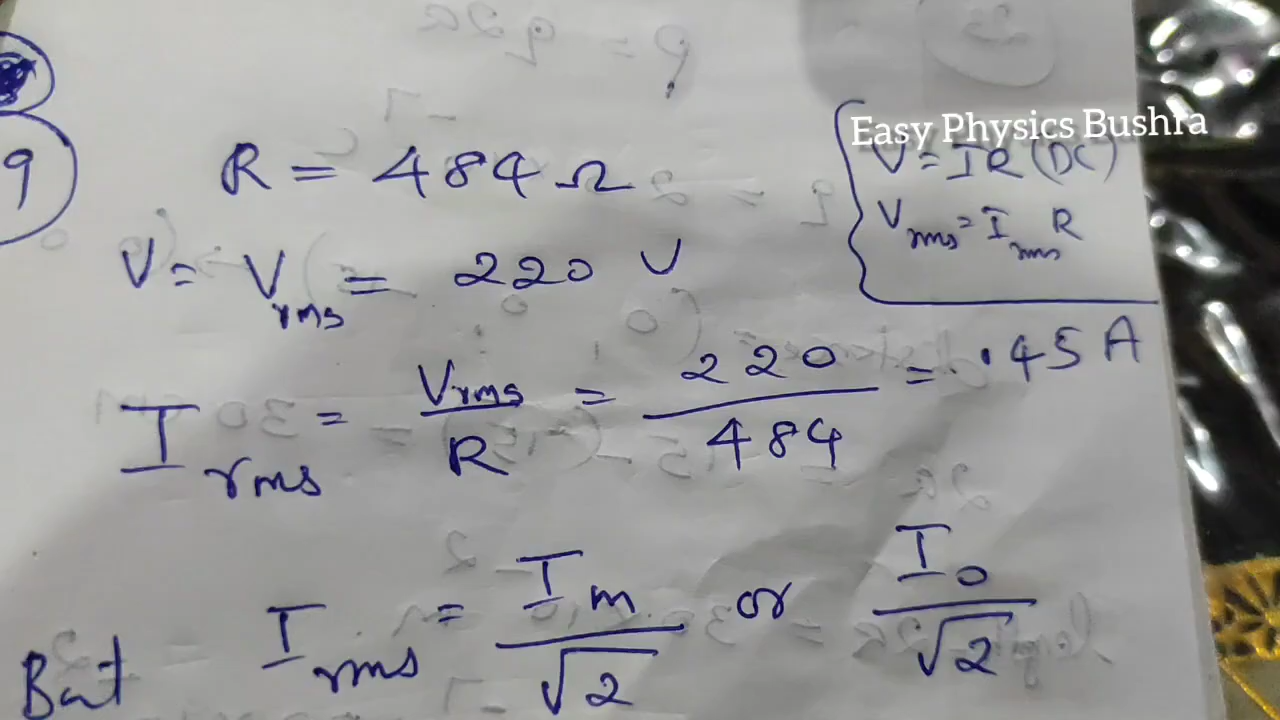 Easy Physics Bushra
9
R = 484 Ω
V = IR (DC)
Vrms = Irms R
V = Vrms = 220 V
Irms = Vrms / R = 220 / 484 = .45 A
But Irms = Im / √2 or I0 / √2